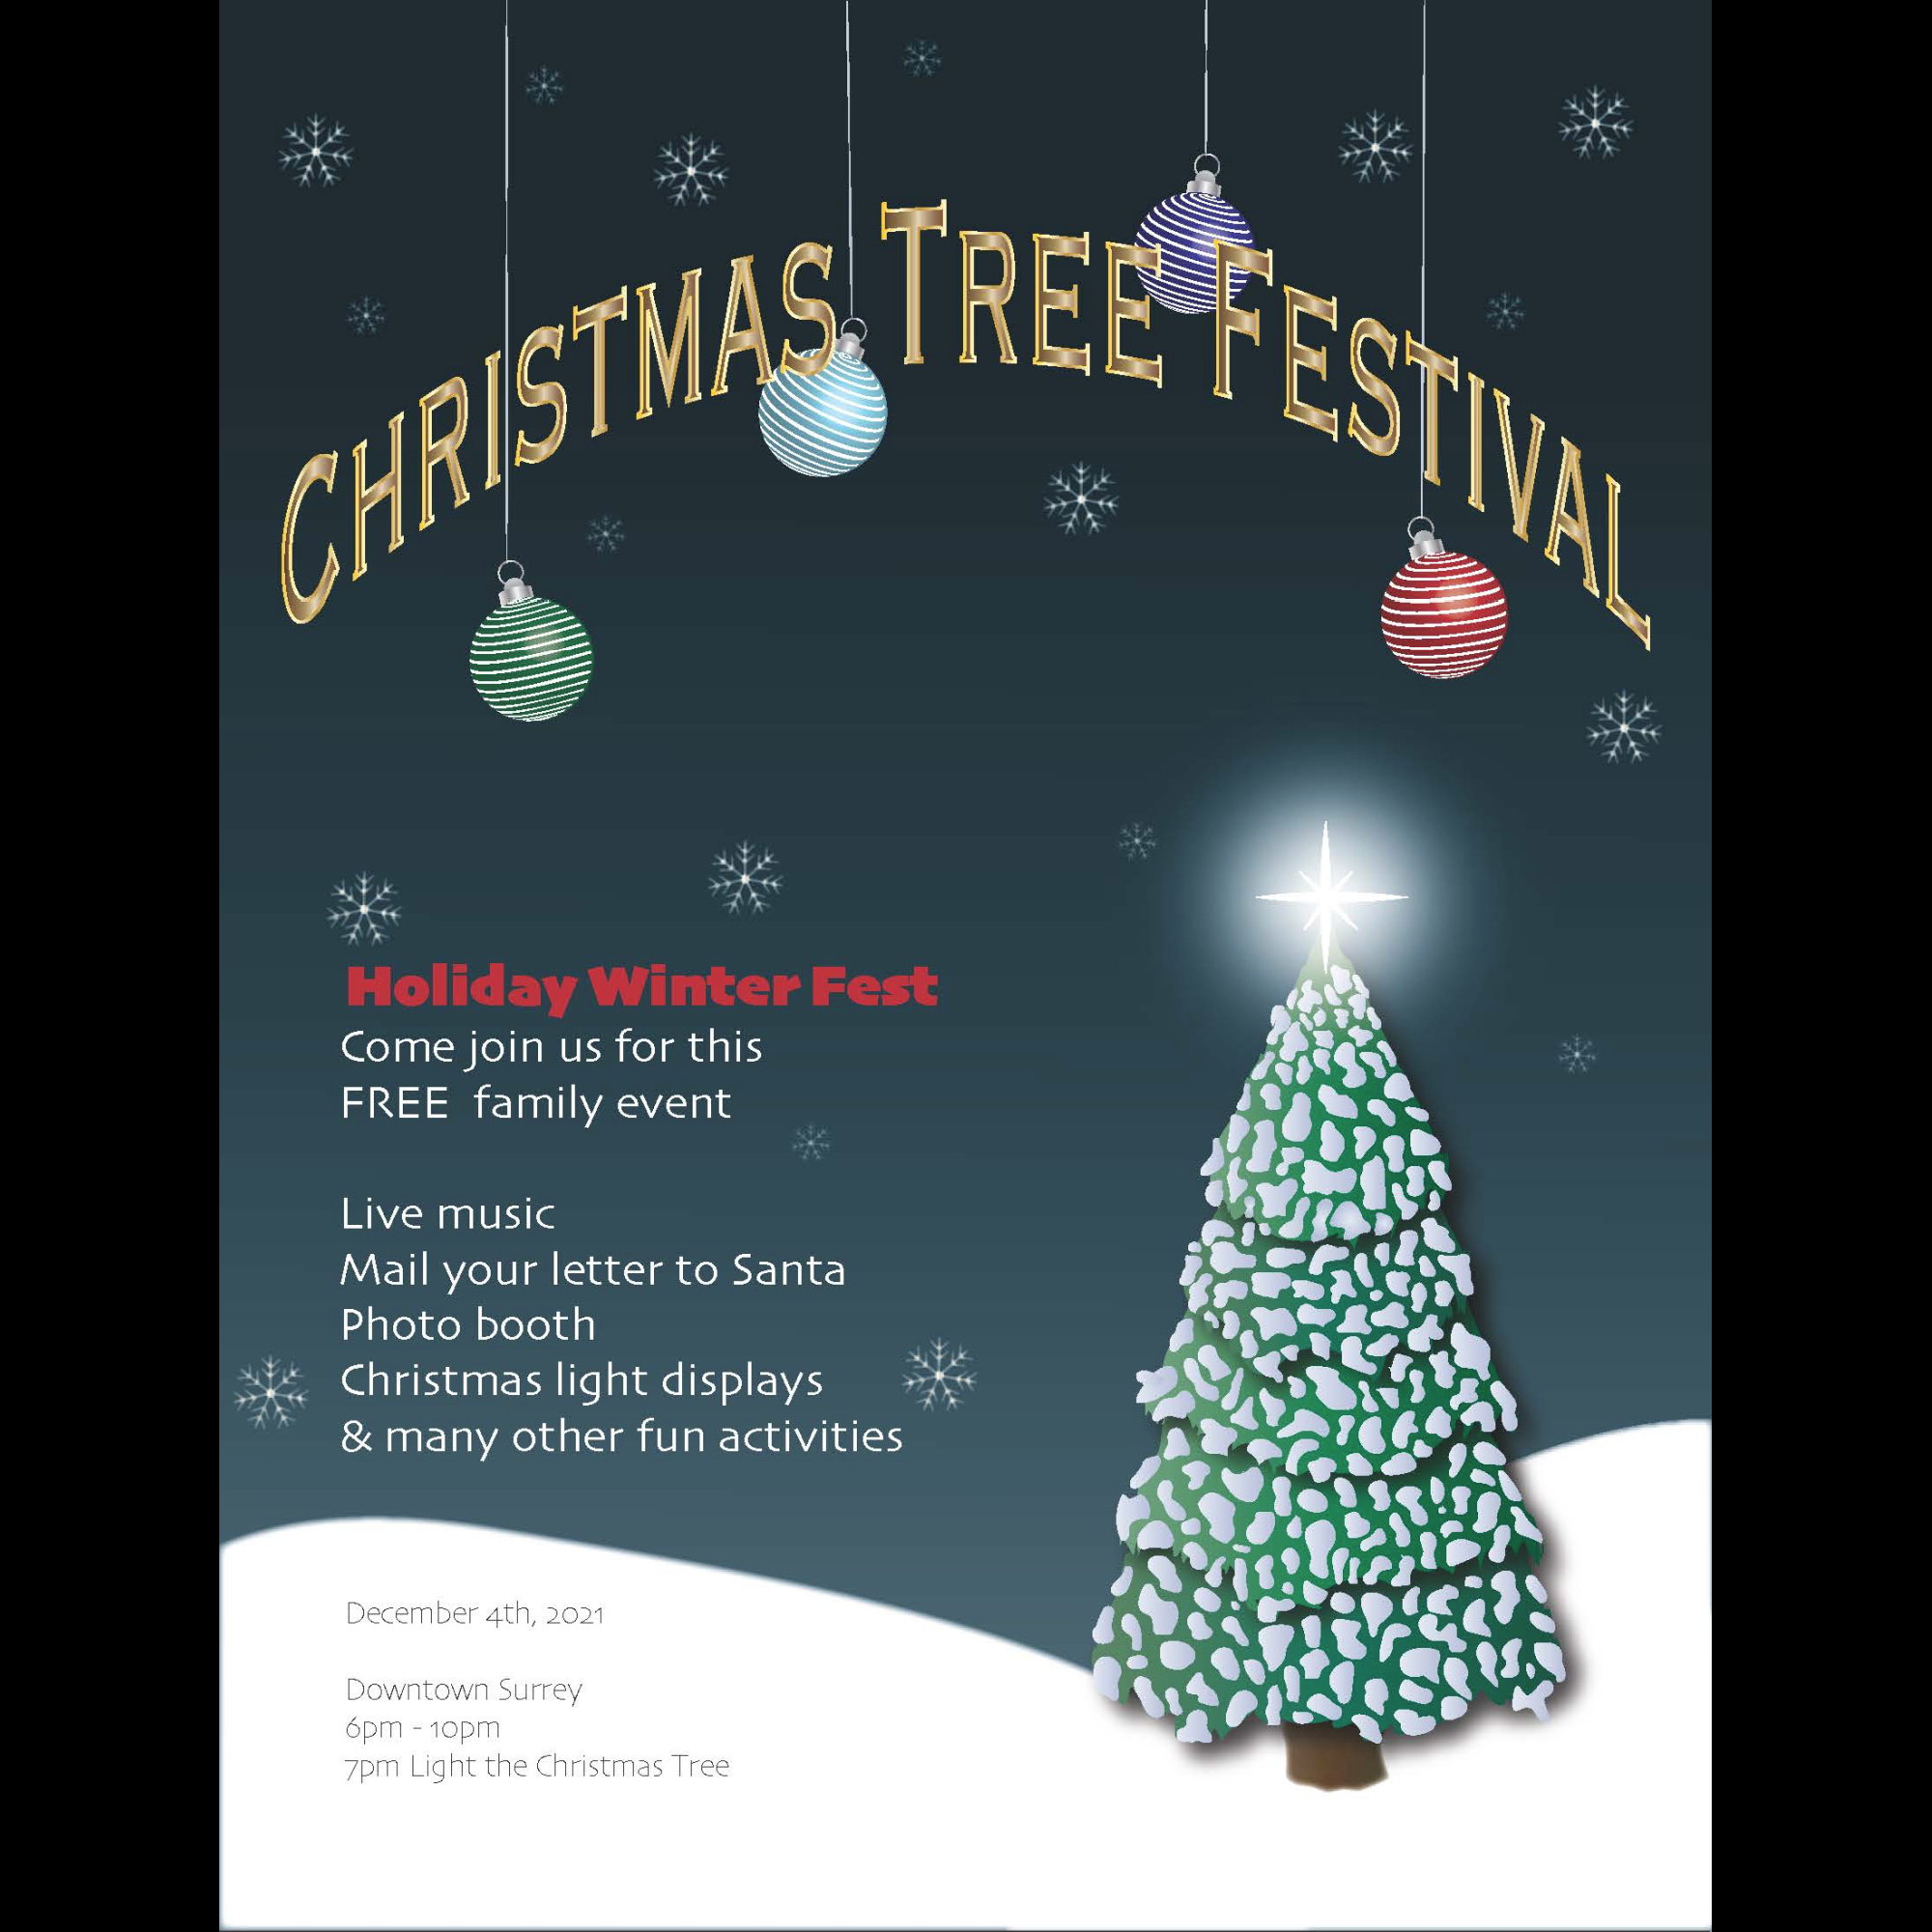 CHRISTMAS TREE FESTIVAL
Holiday Winter Fest
Come join us for this
FREE family event
Live music
Mail your letter to Santa
Photo booth
Christmas light displays
& many other fun activities
December 4th, 2021
Downtown Surrey
6pm - 10pm
7pm Light the Christmas Tree